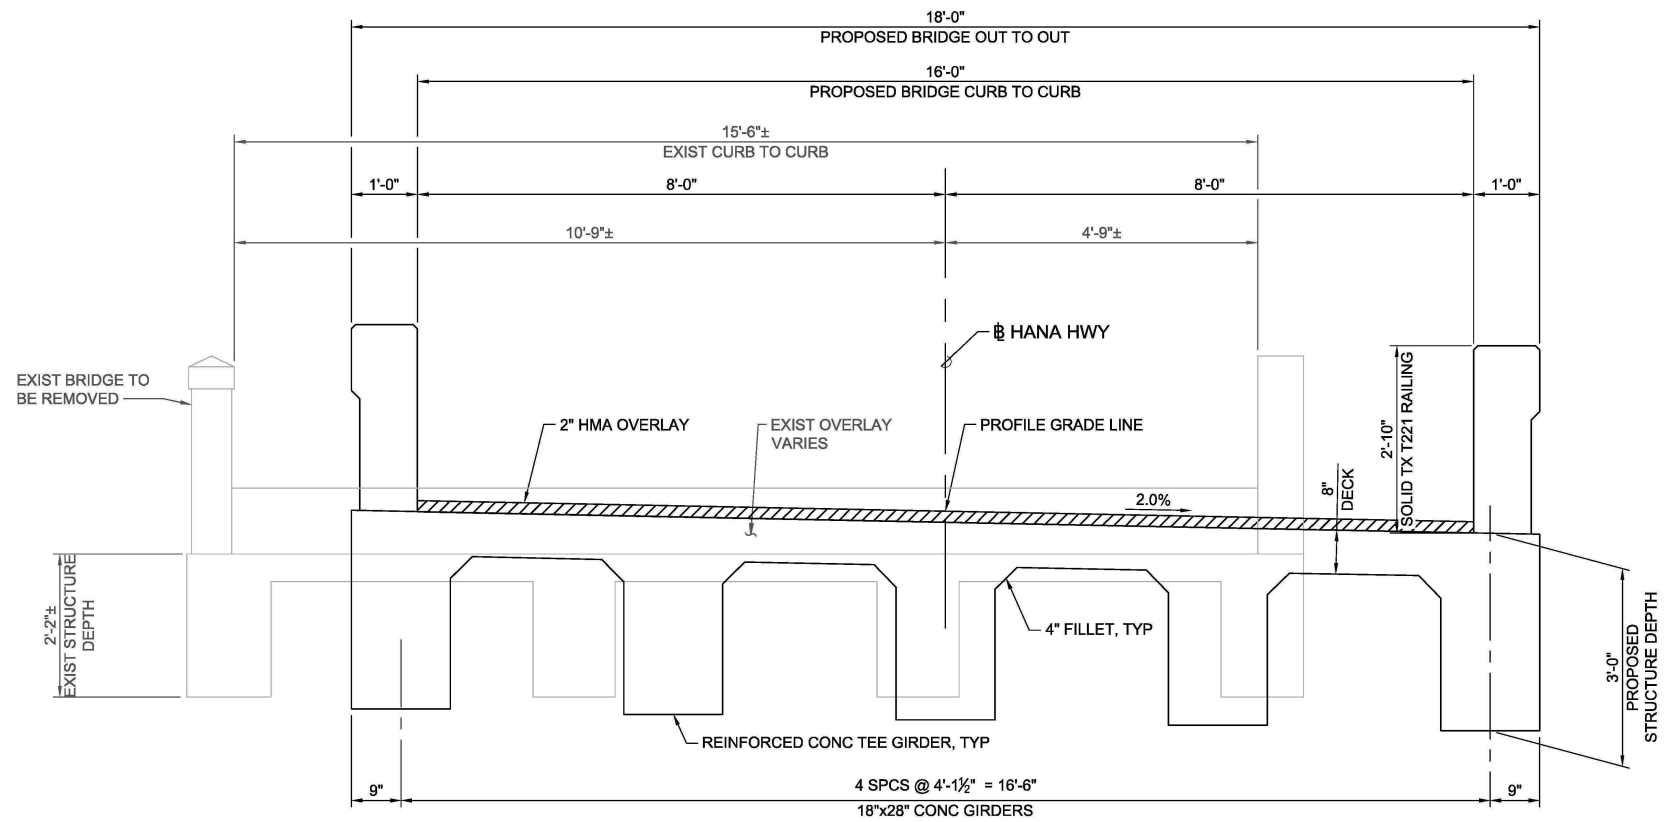 18'-0"
PROPOSED BRIDGE OUT TO OUT
16'-0"
PROPOSED BRIDGE CURB TO CURB
15'-6"±
EXIST CURB TO CURB
1'-0"
8'-0"
8'-0"
1'-0"
10'-9"±
4'-9"±
℄ HANA HWY
EXIST BRIDGE TO
BE REMOVED
2" HMA OVERLAY
EXIST OVERLAY
VARIES
PROFILE GRADE LINE
2'-10"
SOLID TX T221 RAILING
8"
DECK
2.0%
2'-2"±
EXIST STRUCTURE
DEPTH
4" FILLET, TYP
3'-0"
PROPOSED
STRUCTURE DEPTH
REINFORCED CONC TEE GIRDER, TYP
9"
4 SPCS @ 4'-1½" = 16'-6"
18"x28" CONC GIRDERS
9"